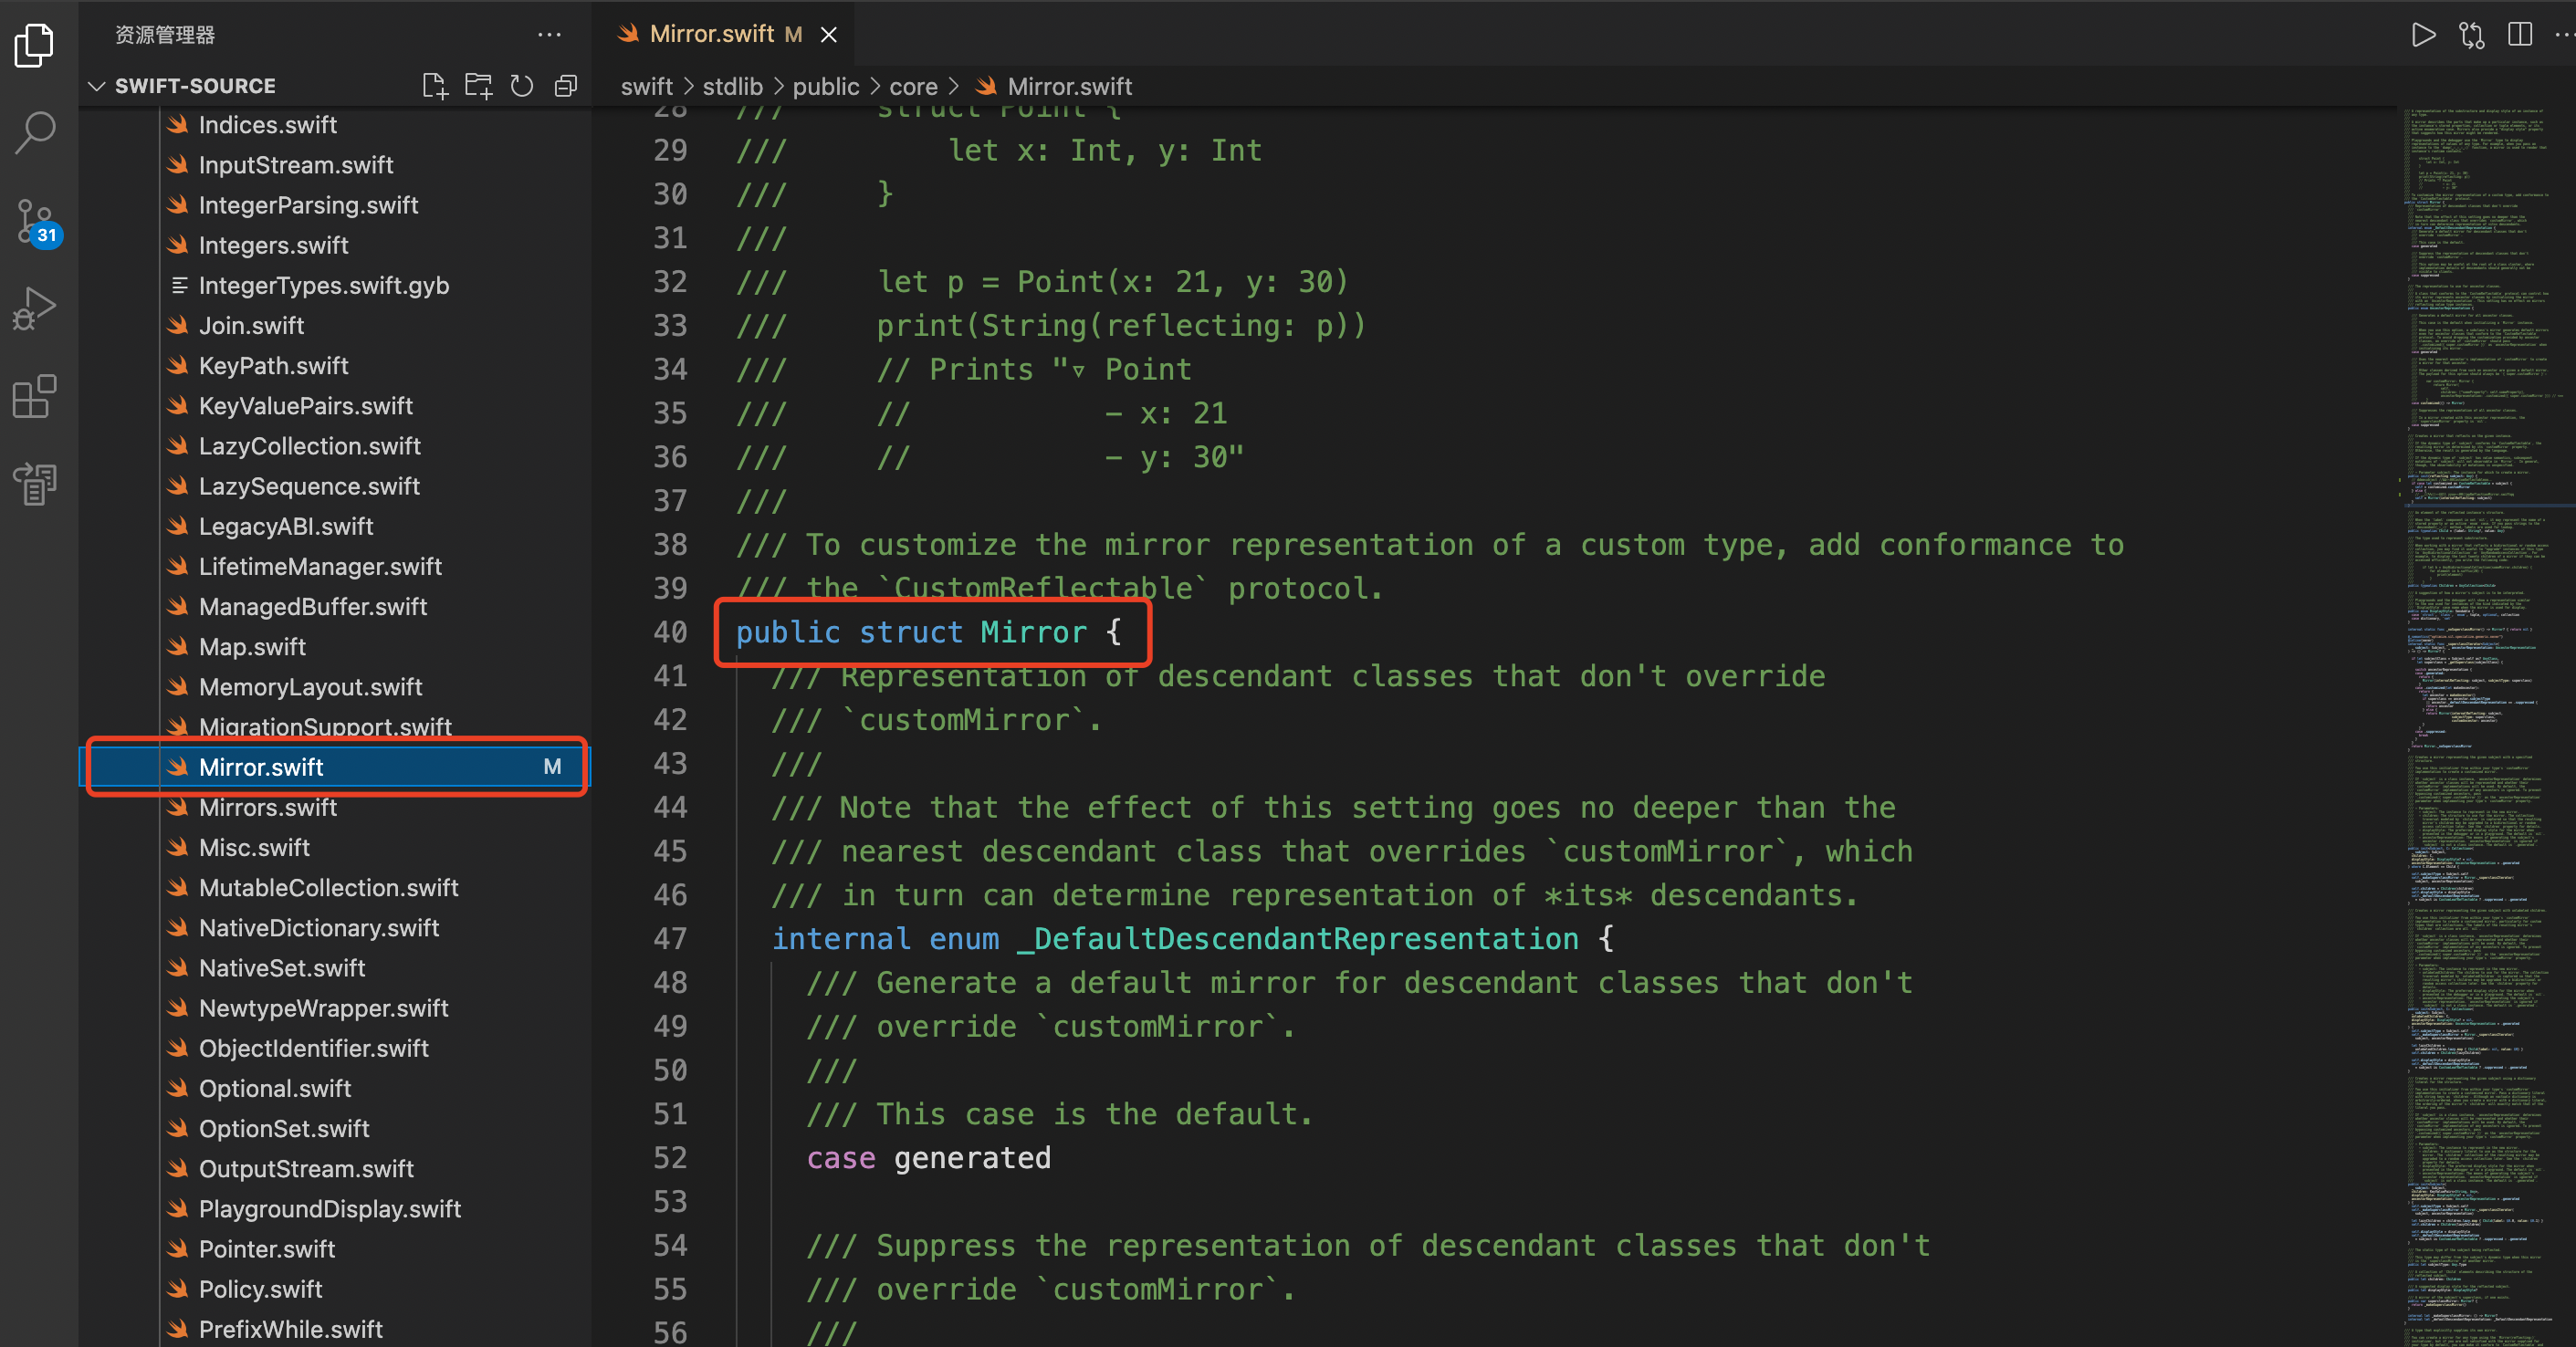 资源管理器
SWIFT-SOURCE
Indices.swift
InputStream.swift
IntegerParsing.swift
Integers.swift
IntegerTypes.swift.gyb
Join.swift
KeyPath.swift
KeyValuePairs.swift
LazyCollection.swift
LazySequence.swift
LegacyABI.swift
LifetimeManager.swift
ManagedBuffer.swift
Map.swift
MemoryLayout.swift
MigrationSupport.swift
Mirror.swift M
Mirrors.swift
Misc.swift
MutableCollection.swift
NativeDictionary.swift
NativeSet.swift
NewtypeWrapper.swift
ObjectIdentifier.swift
Optional.swift
OptionSet.swift
OutputStream.swift
PlaygroundDisplay.swift
Pointer.swift
Policy.swift
PrefixWhile.swift
31
Mirror.swift M
swift > stdlib > public > core > Mirror.swift
28 /// struct Point {
29 /// let x: Int, y: Int
30 /// }
31 ///
32 /// let p = Point(x: 21, y: 30)
33 /// print(String(reflecting: p))
34 /// // Prints "▿ Point
35 /// // - x: 21
36 /// // - y: 30"
37 ///
38 /// To customize the mirror representation of a custom type, add conformance to
39 /// the `CustomReflectable` protocol.
40 public struct Mirror {
41 /// Representation of descendant classes that don't override
42 /// `customMirror`.
43 ///
44 /// Note that the effect of this setting goes no deeper than the
45 /// nearest descendant class that overrides `customMirror`, which
46 /// in turn can determine representation of *its* descendants.
47 internal enum _DefaultDescendantRepresentation {
48 /// Generate a default mirror for descendant classes that don't
49 /// override `customMirror`.
50 ///
51 /// This case is the default.
52 case generated
53
54 /// Suppress the representation of descendant classes that don't
55 /// override `customMirror`.
56 ///